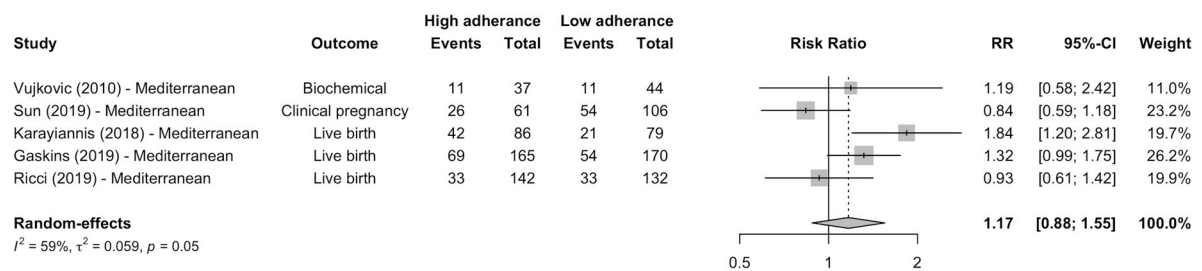 High adherance Low adherance
Study Outcome Events Total Events Total Risk Ratio RR 95%-CI Weight
Vujkovic (2010) - Mediterranean Biochemical 11 37 11 44 1.19 [0.58; 2.42] 11.0%
Sun (2019) - Mediterranean Clinical pregnancy 26 61 54 106 0.84 [0.59; 1.18] 23.2%
Karayiannis (2018) - Mediterranean Live birth 42 86 21 79 1.84 [1.20; 2.81] 19.7%
Gaskins (2019) - Mediterranean Live birth 69 165 54 170 1.32 [0.99; 1.75] 26.2%
Ricci (2019) - Mediterranean Live birth 33 142 33 132 0.93 [0.61; 1.42] 19.9%
Random-effects 1.17 [0.88; 1.55] 100.0%
I² = 59%, τ² = 0.059, p = 0.05
0.5 1 2